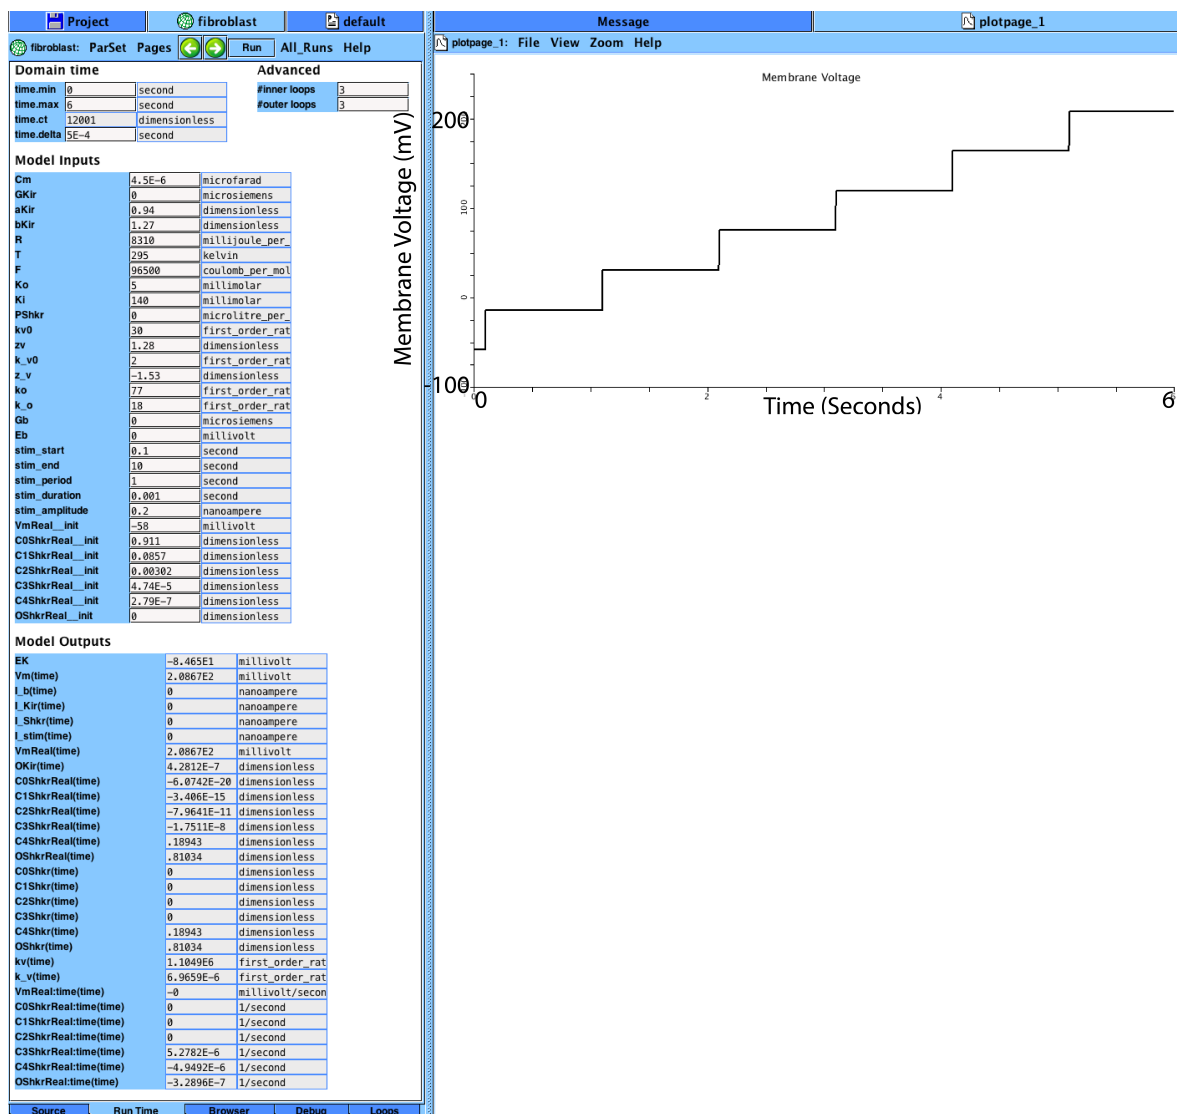 Project fibroblast default Message plotpage_1
fibroblast: ParSet Pages Run All_Runs Help
plotpage_1: File View Zoom Help
Domain time Advanced
time.min 0 second #inner loops 3
time.max 6 second #outer loops 3
time.ct 12001 dimensionless
time.delta 5E-4 second
Model Inputs
Cm 4.5E-6 microfarad
GKir 0 microsiemens
aKir 0.94 dimensionless
bKir 1.27 dimensionless
R 8310 millijoule_per_
T 295 kelvin
F 96500 coulomb_per_mol
Ko 5 millimolar
Ki 140 millimolar
PShkr 0 microlitre_per_
kv0 30 first_order_rat
zv 1.28 dimensionless
k_v0 2 first_order_rat
z_v -1.53 dimensionless
ko 77 first_order_rat
k_o 18 first_order_rat
Gb 0 microsiemens
Eb 0 millivolt
stim_start 0.1 second
stim_end 10 second
stim_period 1 second
stim_duration 0.001 second
stim_amplitude 0.2 nanoampere
VmReal__init -58 millivolt
C0ShkrReal__init 0.911 dimensionless
C1ShkrReal__init 0.0857 dimensionless
C2ShkrReal__init 0.00302 dimensionless
C3ShkrReal__init 4.74E-5 dimensionless
C4ShkrReal__init 2.79E-7 dimensionless
OShkrReal__init 0 dimensionless
Model Outputs
EK -8.465E1 millivolt
Vm(time) 2.0867E2 millivolt
I_b(time) 0 nanoampere
I_Kir(time) 0 nanoampere
I_Shkr(time) 0 nanoampere
I_stim(time) 0 nanoampere
VmReal(time) 2.0867E2 millivolt
OKir(time) 4.2812E-7 dimensionless
C0ShkrReal(time) -6.0742E-20 dimensionless
C1ShkrReal(time) -3.406E-15 dimensionless
C2ShkrReal(time) -7.9641E-11 dimensionless
C3ShkrReal(time) -1.7511E-8 dimensionless
C4ShkrReal(time) .18943 dimensionless
OShkrReal(time) .81034 dimensionless
C0Shkr(time) 0 dimensionless
C1Shkr(time) 0 dimensionless
C2Shkr(time) 0 dimensionless
C3Shkr(time) 0 dimensionless
C4Shkr(time) .18943 dimensionless
OShkr(time) .81034 dimensionless
kv(time) 1.1049E6 first_order_rat
k_v(time) 6.9659E-6 first_order_rat
VmReal:time(time) -0 millivolt/secon
C0ShkrReal:time(time) 0 1/second
C1ShkrReal:time(time) 0 1/second
C2ShkrReal:time(time) 0 1/second
C3ShkrReal:time(time) 5.2782E-6 1/second
C4ShkrReal:time(time) -4.9492E-6 1/second
OShkrReal:time(time) -3.2896E-7 1/second
Source Run Time Browser Debug Loops
Membrane Voltage
Membrane Voltage (mV)
200
100
0
-100
0 2 4 6
Time (Seconds)